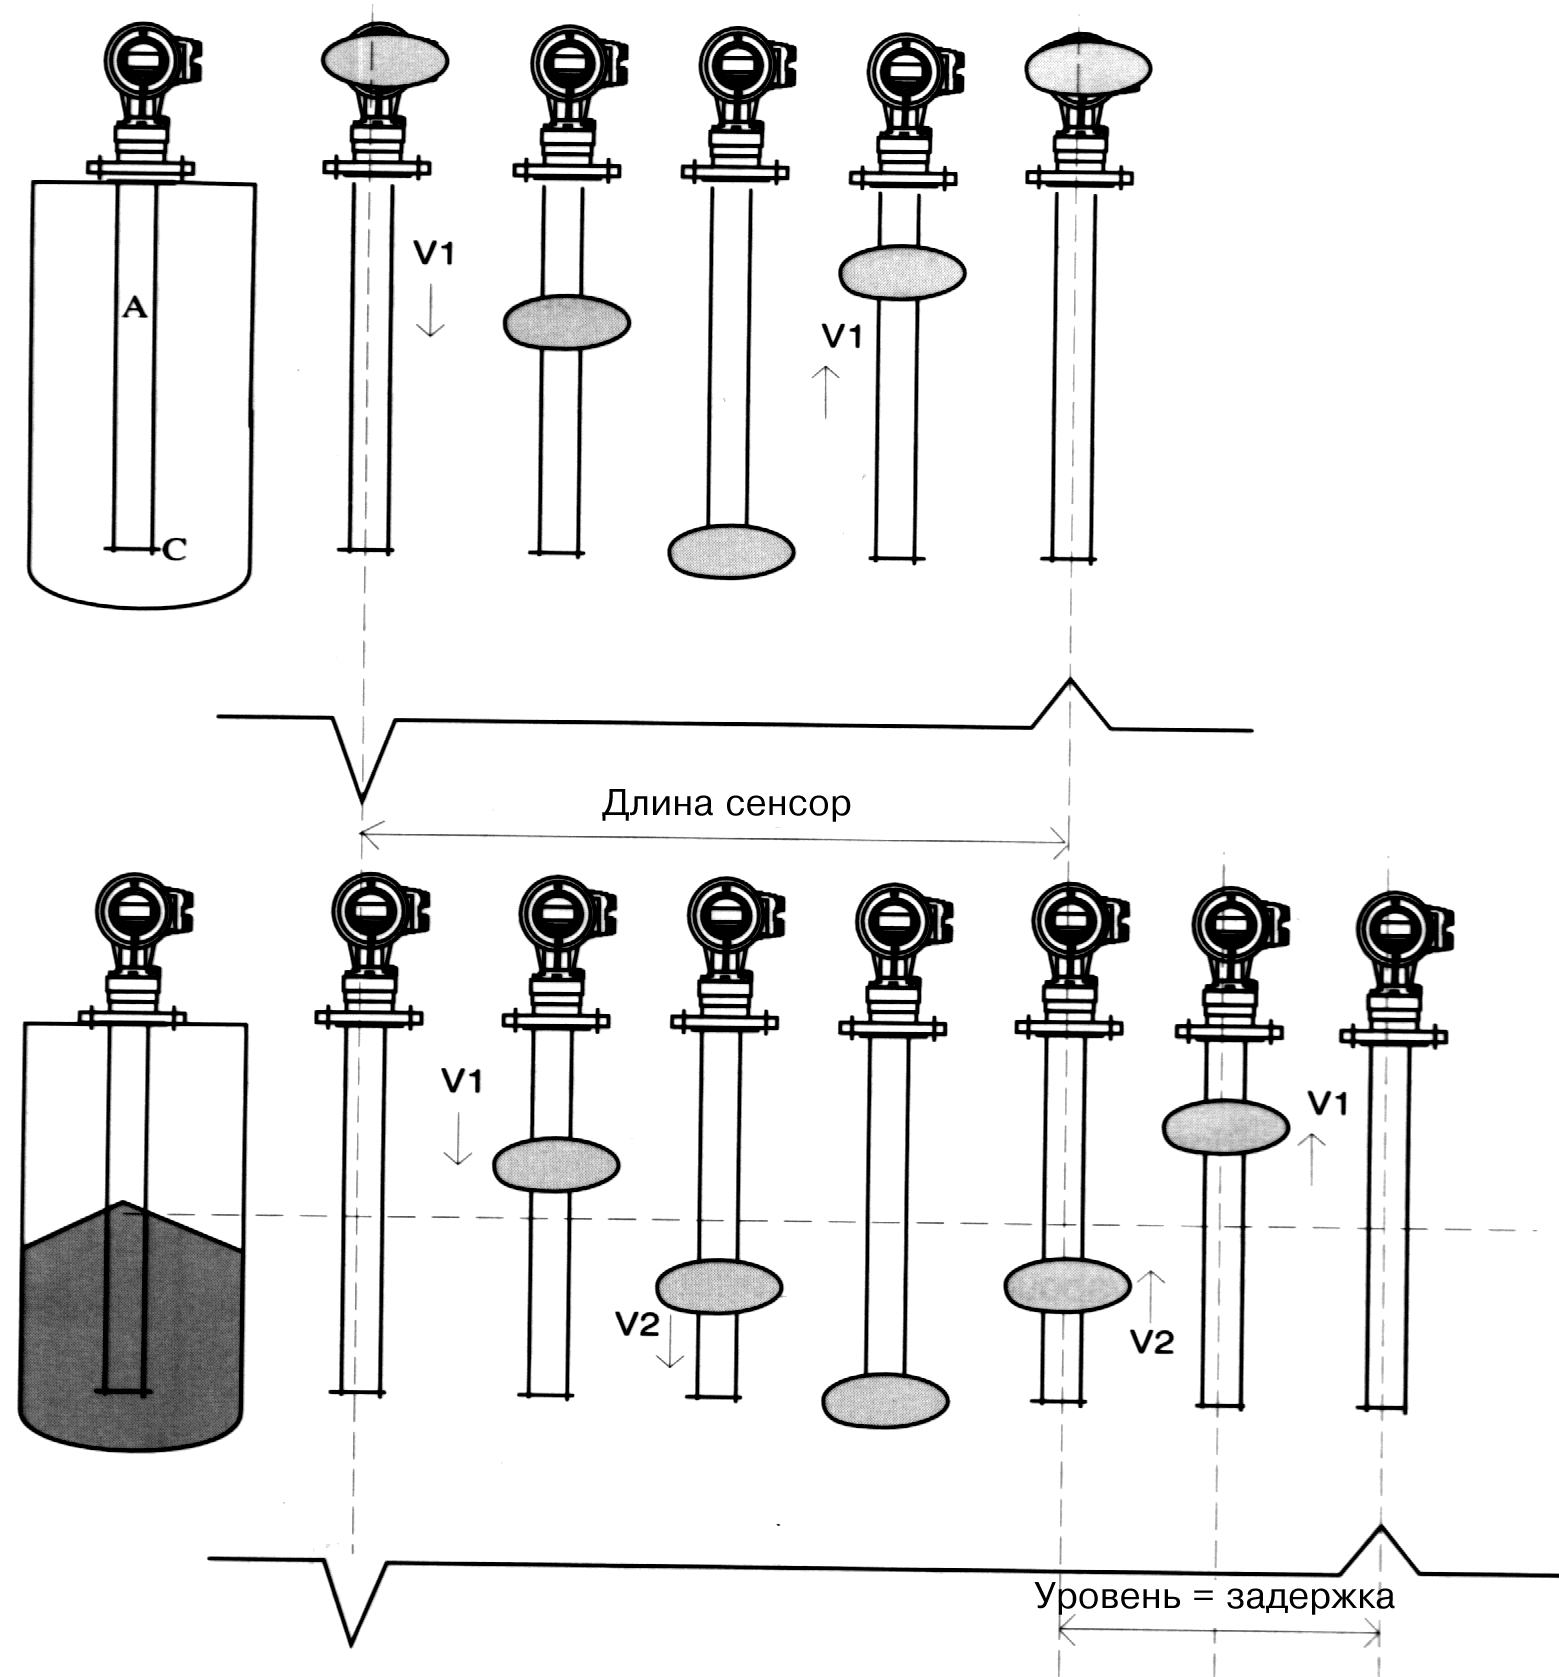 V1
A
V1
C
Длина сенсор
V1
V1
V2
V2
Уровень = задержка